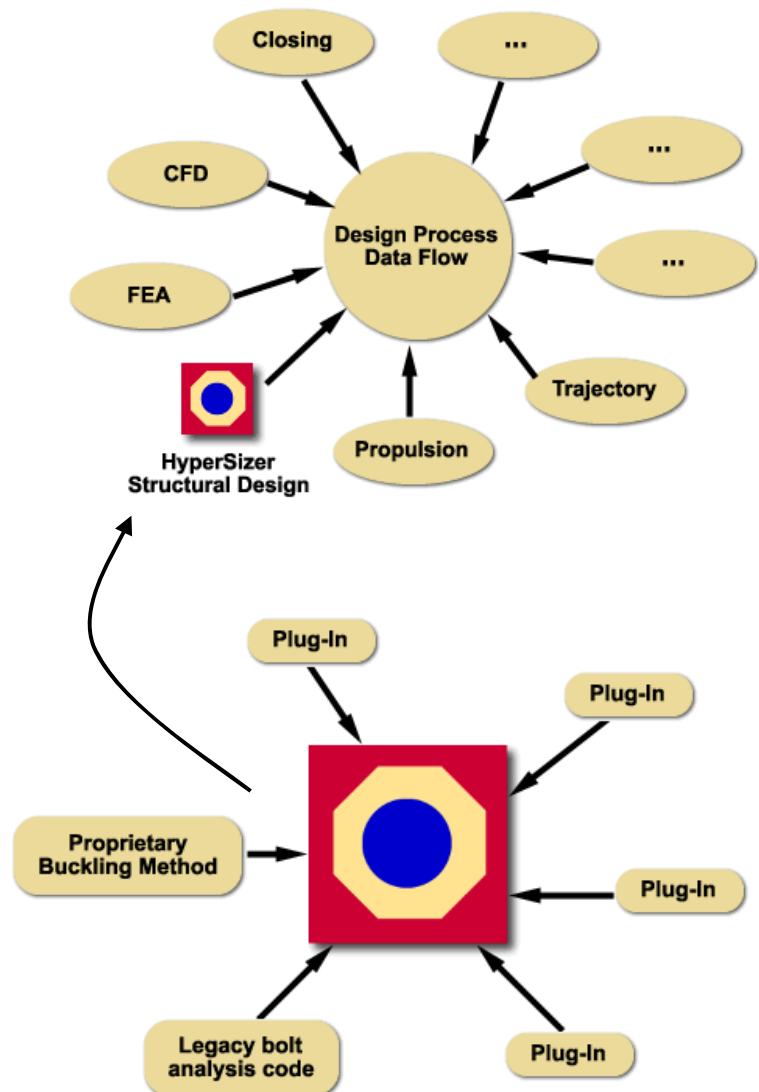 Closing
...
CFD
...
Design Process
Data Flow
...
FEA
Trajectory
Propulsion
HyperSizer
Structural Design
Plug-In
Plug-In
Proprietary
Buckling Method
Plug-In
Legacy bolt
analysis code
Plug-In